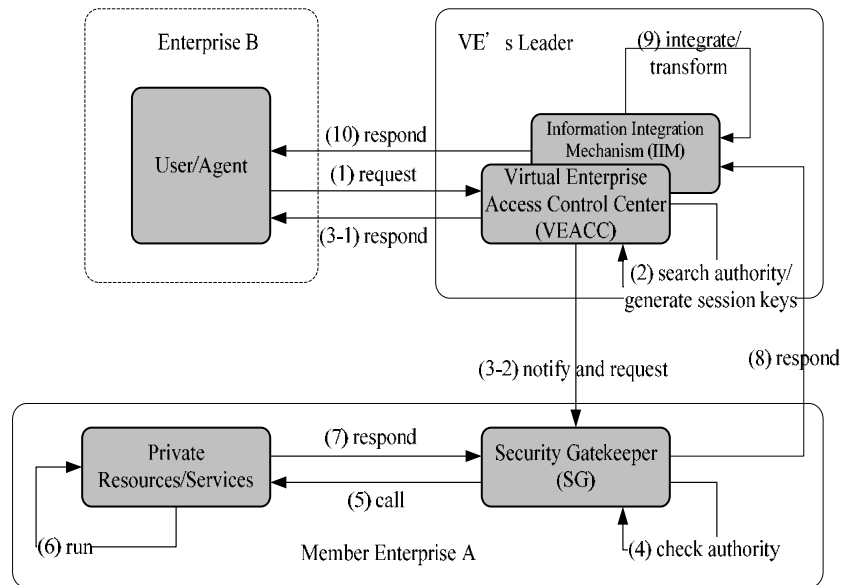 Enterprise B
VE’ s Leader
(9) integrate/
transform
User/Agent
(10) respond
Information Integration
Mechanism (IIM)
(1) request
Virtual Enterprise
Access Control Center
(VEACC)
(3-1) respond
(2) search authority/
generate session keys
(3-2) notify and request
(8) respond
Private
Resources/Services
(7) respond
Security Gatekeeper
(SG)
(5) call
(6) run
(4) check authority
Member Enterprise A